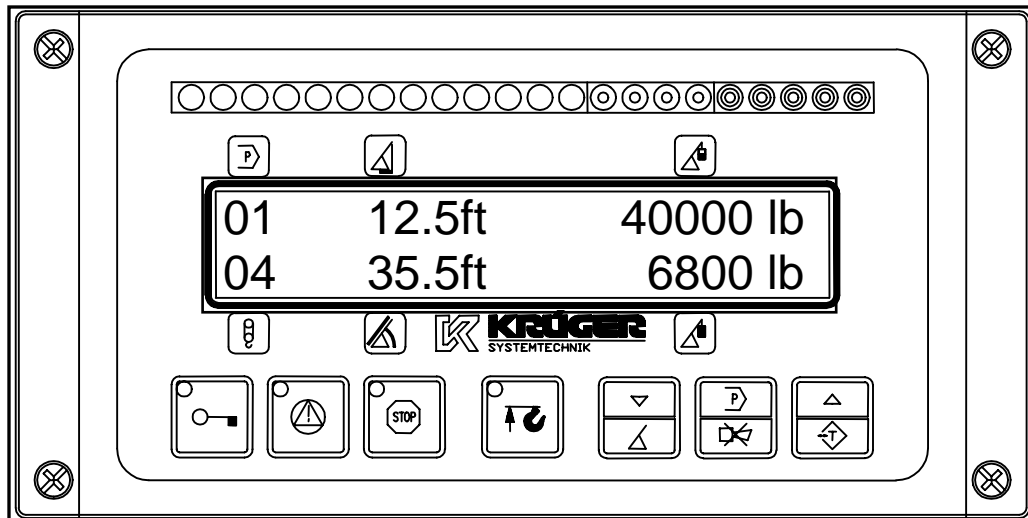 P
01 12.5ft 40000 lb
04 35.5ft 6800 lb
KRÜGER
SYSTEMTECHNIK
STOP
P
T